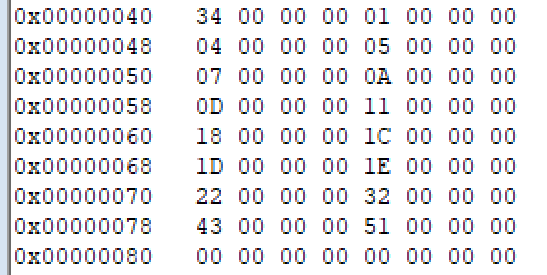 0x00000040 34 00 00 00 01 00 00 00
0x00000048 04 00 00 00 05 00 00 00
0x00000050 07 00 00 00 0A 00 00 00
0x00000058 0D 00 00 00 11 00 00 00
0x00000060 18 00 00 00 1C 00 00 00
0x00000068 1D 00 00 00 1E 00 00 00
0x00000070 22 00 00 00 32 00 00 00
0x00000078 43 00 00 00 51 00 00 00
0x00000080 00 00 00 00 00 00 00 00